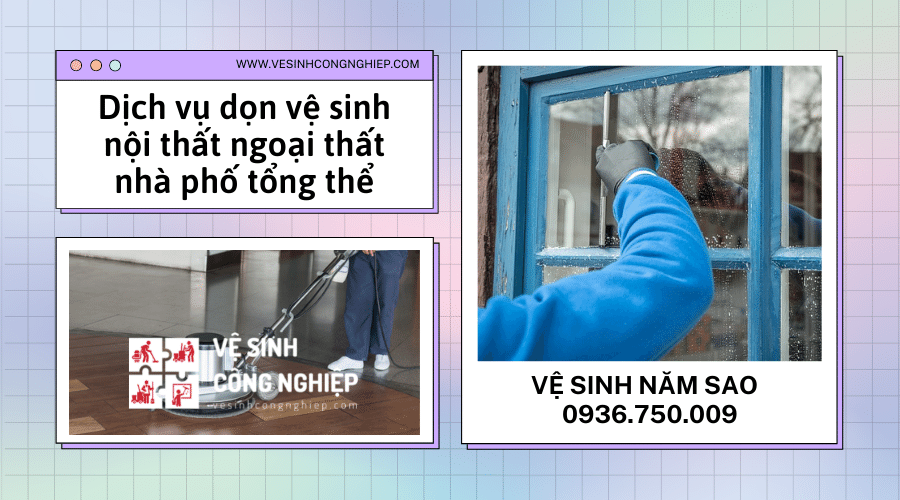 WWW.VESINHCONGNGHIEP.COM
Dịch vụ dọn vệ sinh
nội thất ngoại thất
nhà phố tổng thể
VỆ SINH
CÔNG NGHIỆP
vesinhcongnghiep.com
VỆ SINH NĂM SAO
0936.750.009